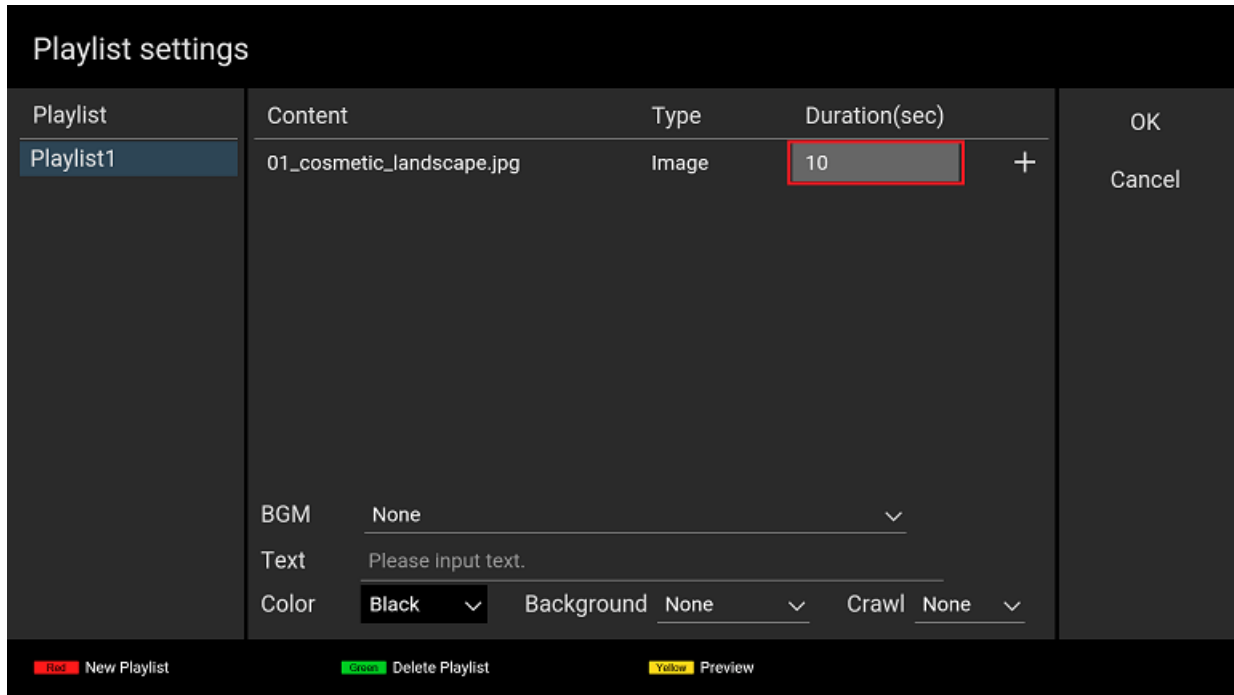 Playlist settings
Playlist
Content Type Duration(sec)
OK
Playlist1
01_cosmetic_landscape.jpg Image 10 +
Cancel
BGM None
Text Please input text.
Color Black Background None Crawl None
Red New Playlist Green Delete Playlist Yellow Preview